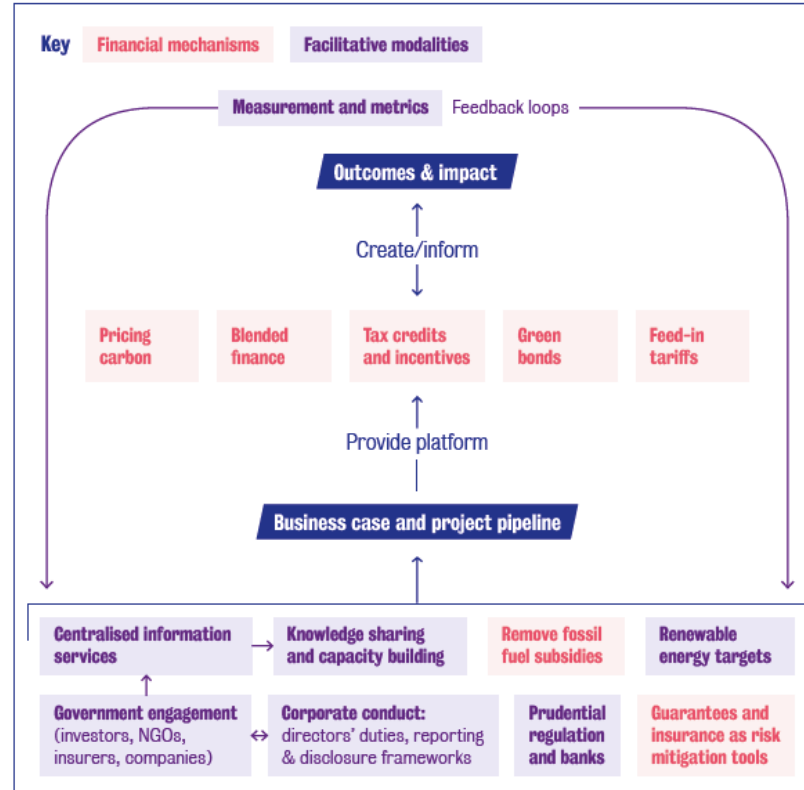 Key
Financial mechanisms
Facilitative modalities
Measurement and metrics
Feedback loops
Outcomes & impact
Create/inform
Pricing
carbon
Blended
finance
Tax credits
and incentives
Green
bonds
Feed-in
tariffs
Provide platform
Business case and project pipeline
Centralised information
services
Knowledge sharing
and capacity building
Remove fossil
fuel subsidies
Renewable
energy targets
Government engagement
(investors, NGOs,
insurers, companies)
Corporate conduct:
directors' duties, reporting
& disclosure frameworks
Prudential
regulation
and banks
Guarantees and
insurance as risk
mitigation tools